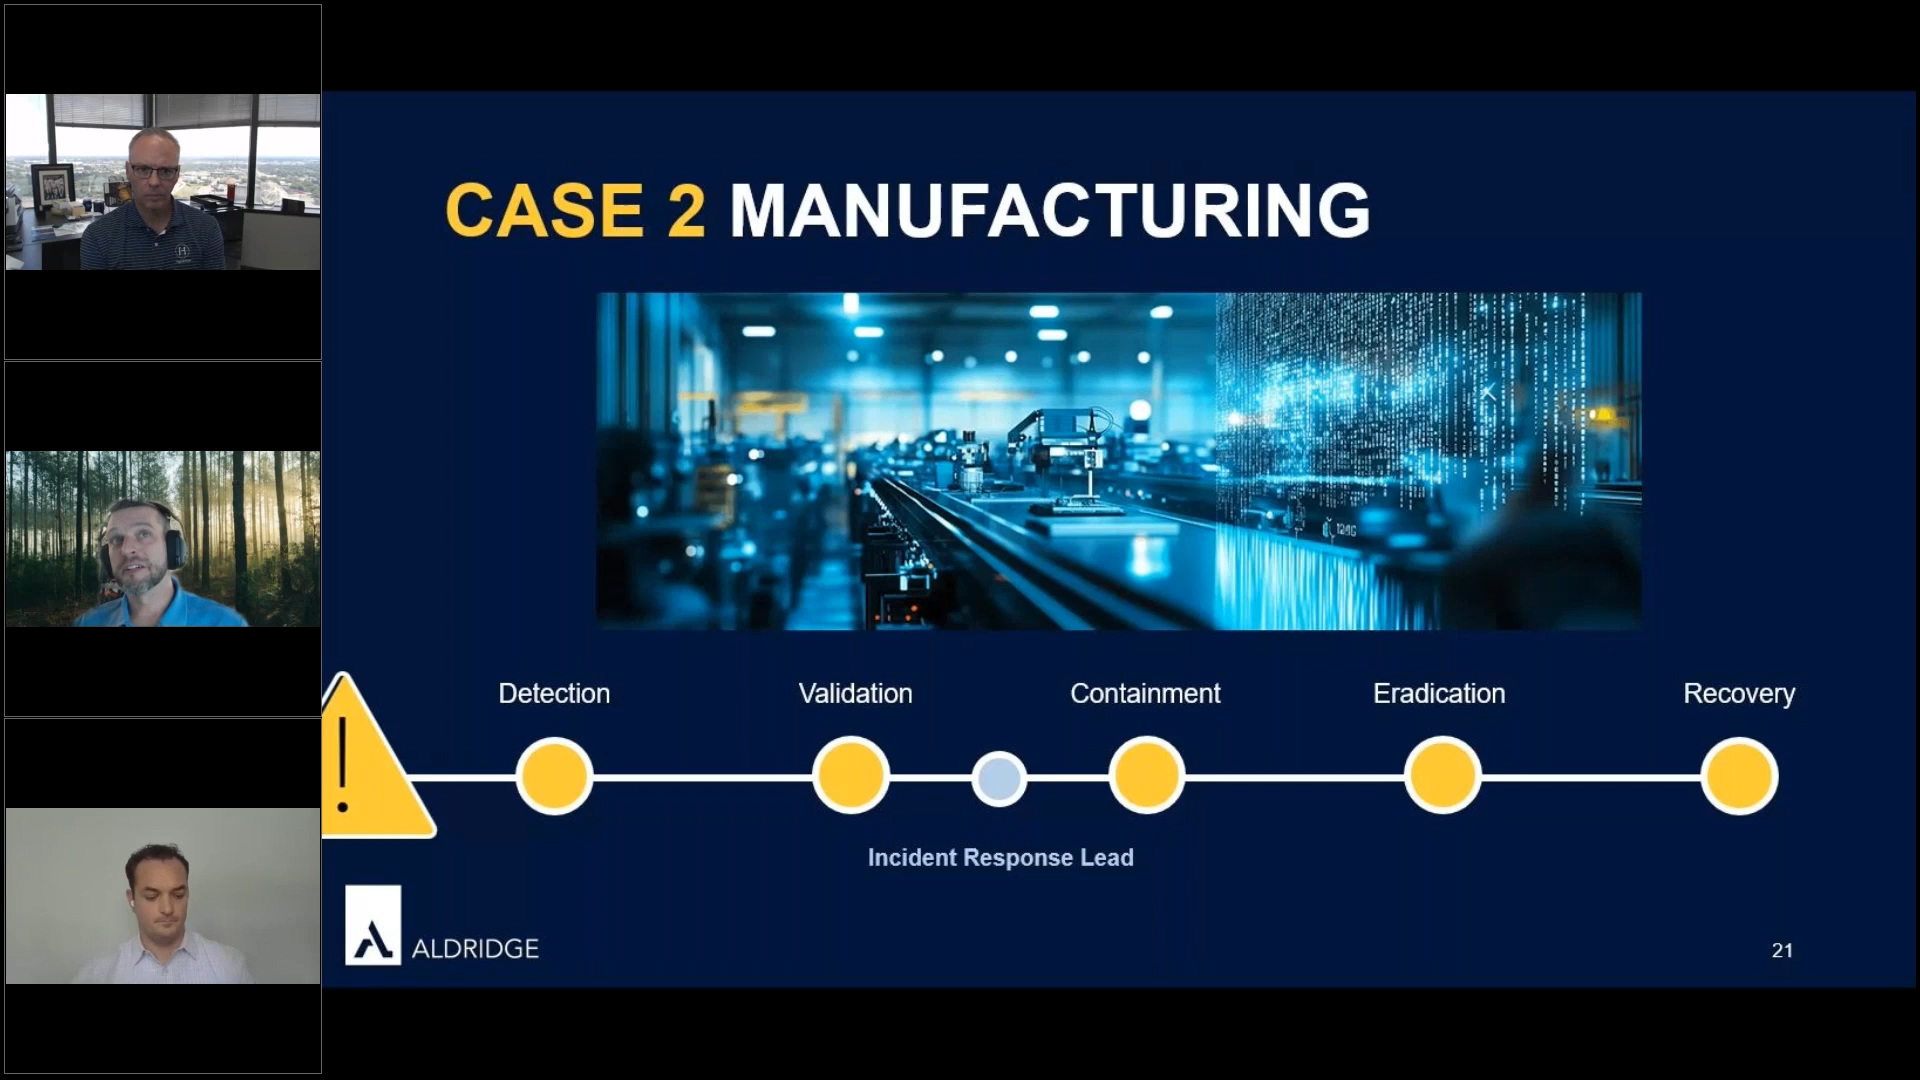 CASE 2 MANUFACTURING
Detection
Validation
Containment
Eradication
Recovery
Incident Response Lead
ALDRIDGE
21